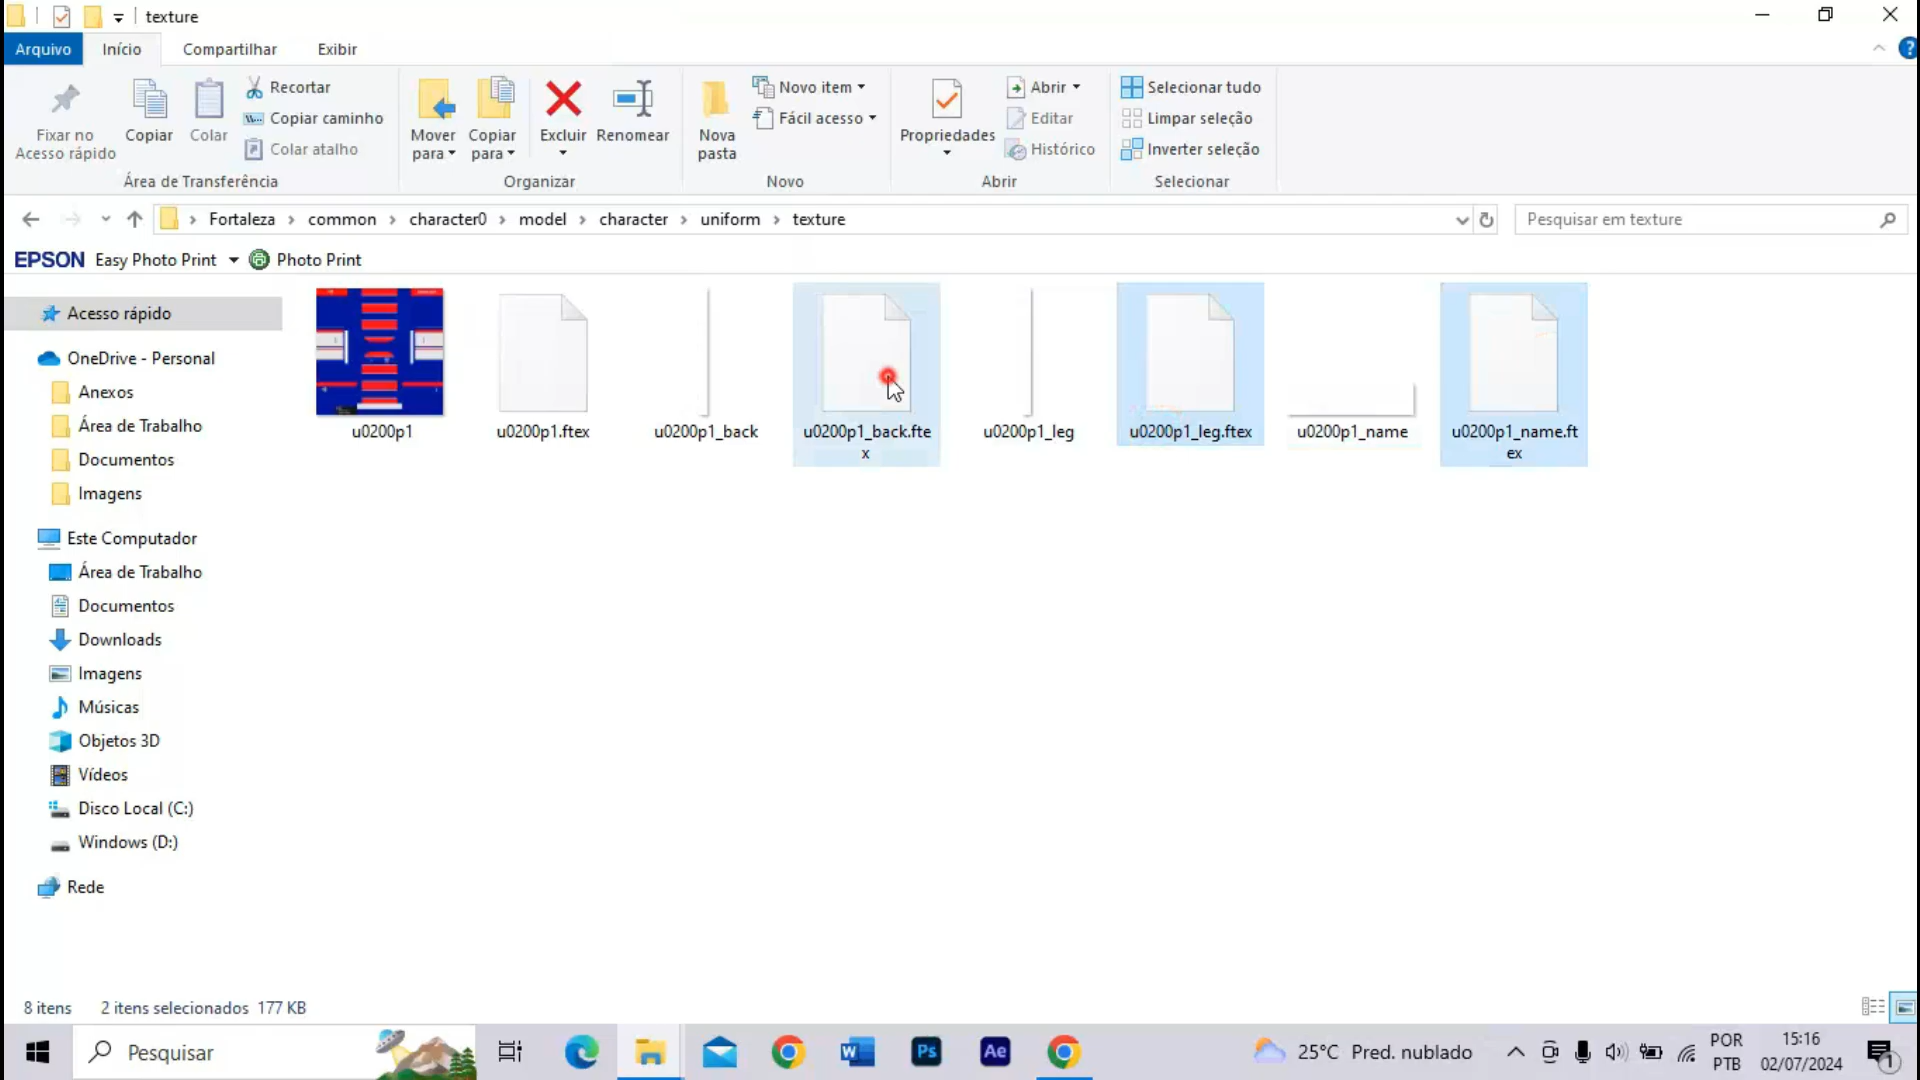 texture
Arquivo
Início
Compartilhar
Exibir
Fixar no
Acesso rápido
Copiar
Colar
Recortar
Copiar caminho
Colar atalho
Área de Transferência
Mover
para
Copiar
para
Excluir
Renomear
Organizar
Nova
pasta
Novo item
Fácil acesso
Novo
Propriedades
Abrir
Editar
Histórico
Abrir
Selecionar tudo
Limpar seleção
Inverter seleção
Selecionar
Fortaleza > common > character0 > model > character > uniform > texture
Pesquisar em texture
EPSON Easy Photo Print Photo Print
Acesso rápido
OneDrive - Personal
Anexos
Área de Trabalho
Documentos
Imagens
Este Computador
Área de Trabalho
Documentos
Downloads
Imagens
Músicas
Objetos 3D
Vídeos
Disco Local (C:)
Windows (D:)
Rede
u0200p1
u0200p1.ftex
u0200p1_back
u0200p1_back.fte
x
u0200p1_leg
u0200p1_leg.ftex
u0200p1_name
u0200p1_name.ft
ex
8 itens 2 itens selecionados 177 KB
Pesquisar
W
Ps
Ae
25°C Pred. nublado
POR
PTB
15:16
02/07/2024
1